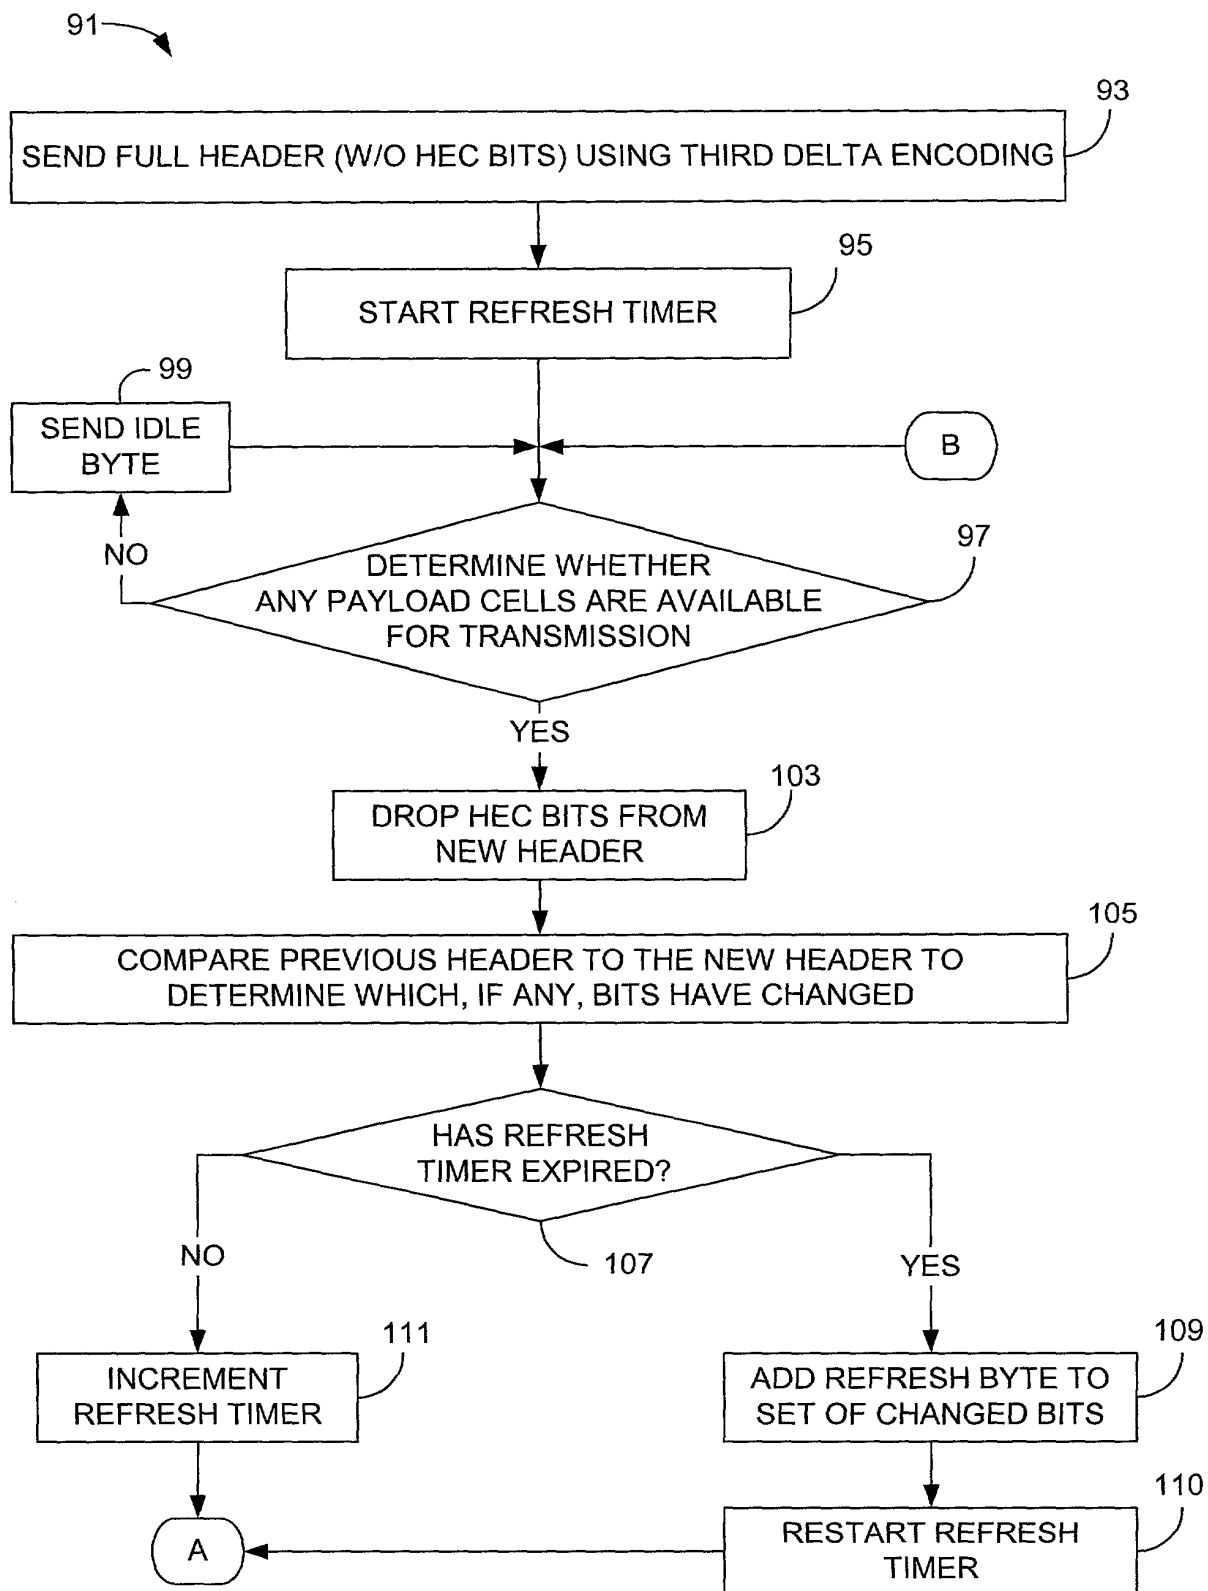 91
93
SEND FULL HEADER (W/O HEC BITS) USING THIRD DELTA ENCODING
95
START REFRESH TIMER
99
SEND IDLE
BYTE
B
NO
97
DETERMINE WHETHER
ANY PAYLOAD CELLS ARE AVAILABLE
FOR TRANSMISSION
YES
103
DROP HEC BITS FROM
NEW HEADER
105
COMPARE PREVIOUS HEADER TO THE NEW HEADER TO
DETERMINE WHICH, IF ANY, BITS HAVE CHANGED
HAS REFRESH
TIMER EXPIRED?
107
NO
YES
111
INCREMENT
REFRESH TIMER
109
ADD REFRESH BYTE TO
SET OF CHANGED BITS
110
A
RESTART REFRESH
TIMER